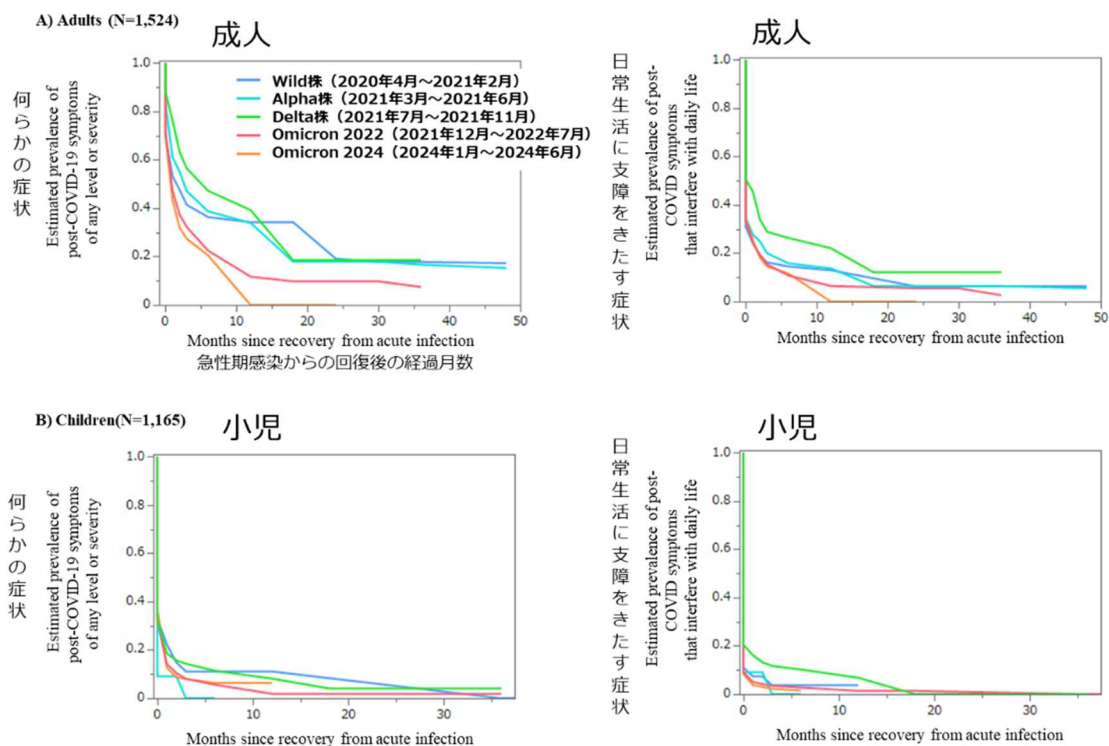 A) Adults (N=1,524)
成人
何らかの症状
Estimated prevalence of
post-COVID-19 symptoms
of any level or severity
1.0
0.8
0.6
0.4
0.2
0
Wild株（2020年4月～2021年2月）
Alpha株（2021年3月～2021年6月）
Delta株（2021年7月～2021年11月）
Omicron 2022（2021年12月～2022年7月）
Omicron 2024（2024年1月～2024年6月）
0 10 20 30 40 50
Months since recovery from acute infection
急性期感染からの回復後の経過月数
日常生活に支障をきたす症状
Estimated prevalence of post-
COVID symptoms
that interfere with daily life
1.0
0.8
0.6
0.4
0.2
0
0 10 20 30 40 50
Months since recovery from acute infection
B) Children(N=1,165)
小児
何らかの症状
Estimated prevalence of
post-COVID-19 symptoms
of any level or severity
1.0
0.8
0.6
0.4
0.2
0
0 10 20 30
Months since recovery from acute infection
小児
日常生活に支障をきたす症状
Estimated prevalence of post-
COVID symptoms
that interfere with daily life
1.0
0.8
0.6
0.4
0.2
0
0 10 20 30
Months since recovery from acute infection